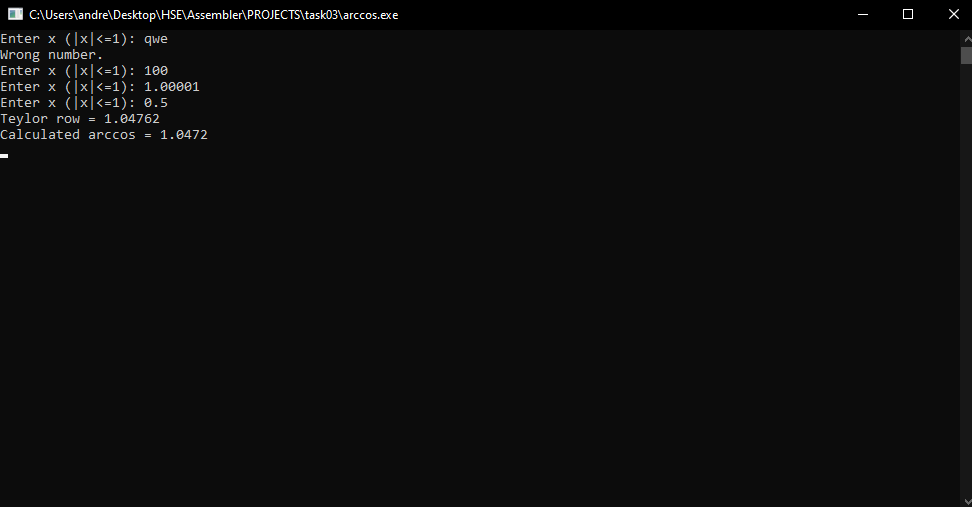 C:\Users\andre\Desktop\HSE\Assembler\PROJECTS\task03\arccos.exe
Enter x (|x|<=1): qwe
Wrong number.
Enter x (|x|<=1): 100
Enter x (|x|<=1): 1.00001
Enter x (|x|<=1): 0.5
Teylor row = 1.04762
Calculated arccos = 1.0472